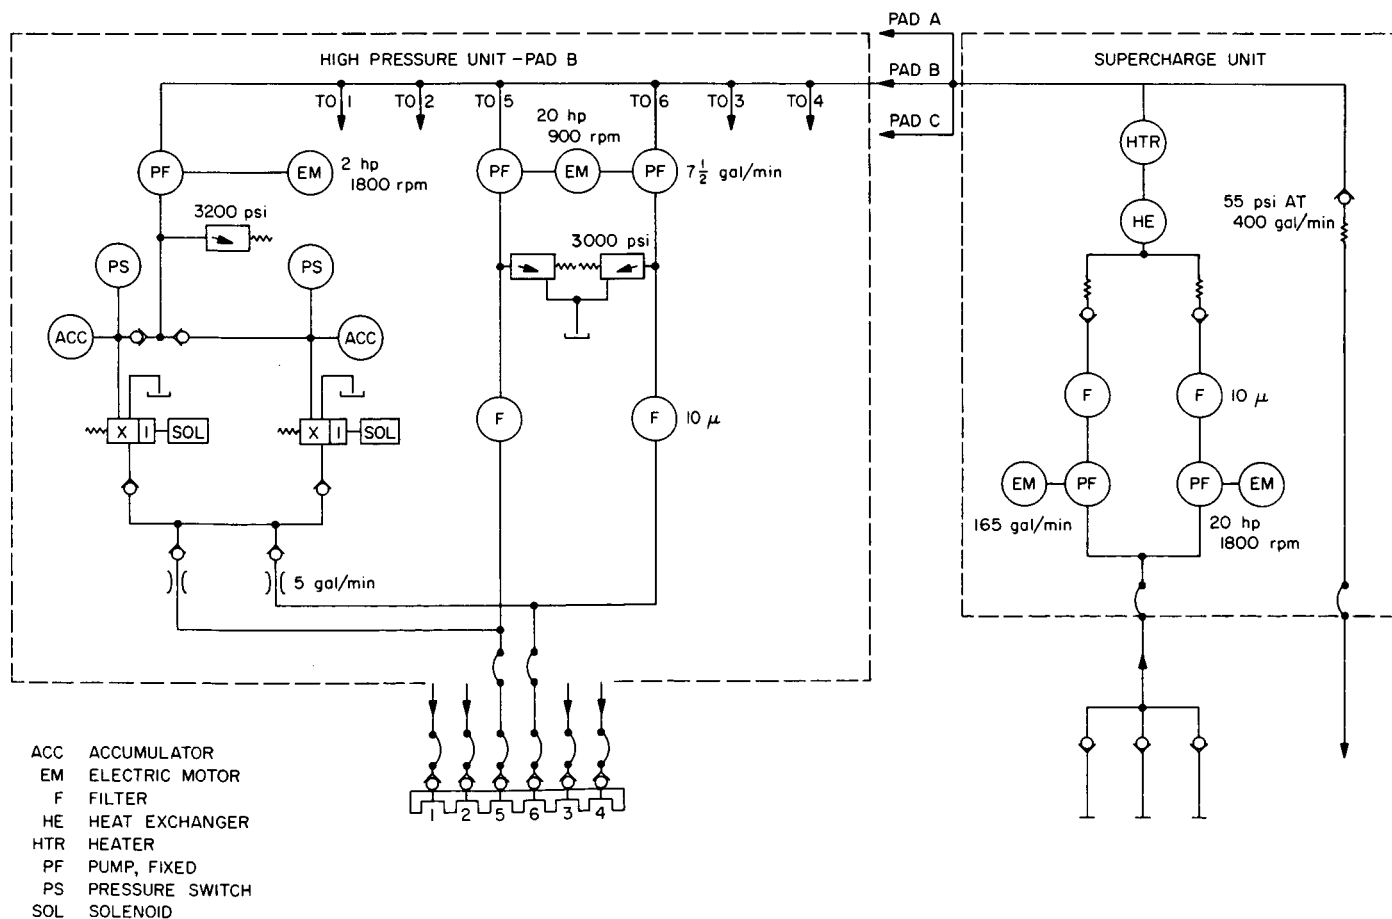 PAD A
HIGH PRESSURE UNIT - PAD B
PAD B
SUPERCHARGE UNIT
TO 1
TO 2
TO 5
TO 6
TO 3
TO 4
PAD C
20 hp
900 rpm
HTR
PF
EM
2 hp
1800 rpm
PF
EM
PF
7 1/2 gal/min
3200 psi
HE
55 psi AT
400 gal/min
PS
PS
3000 psi
ACC
ACC
F
F
10 μ
F
F
10 μ
X
I
SOL
X
I
SOL
EM
PF
PF
EM
165 gal/min
20 hp
1800 rpm
5 gal/min
1
2
5
6
3
4
ACC ACCUMULATOR
EM ELECTRIC MOTOR
F FILTER
HE HEAT EXCHANGER
HTR HEATER
PF PUMP, FIXED
PS PRESSURE SWITCH
SOL SOLENOID